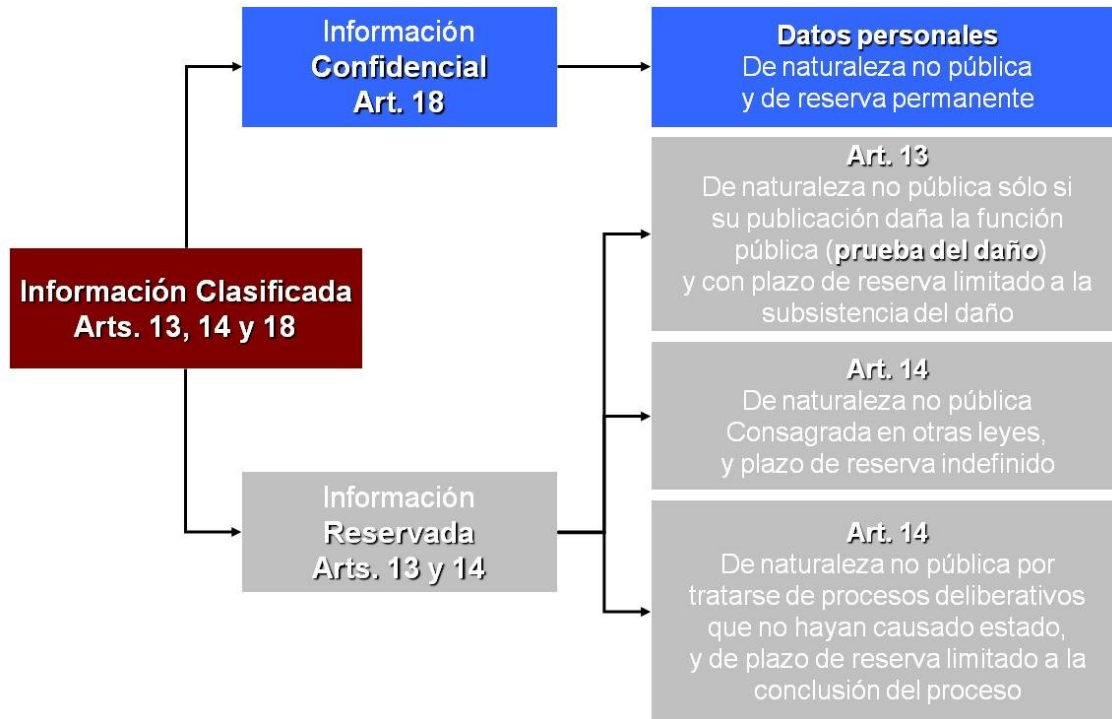 Información
Confidencial
Art. 18
Datos personales
De naturaleza no pública
y de reserva permanente
Art. 13
De naturaleza no pública sólo si
su publicación daña la función
pública (prueba del daño)
y con plazo de reserva limitado a la
subsistencia del daño
Información Clasificada
Arts. 13, 14 y 18
Art. 14
De naturaleza no pública
Consagrada en otras leyes,
y plazo de reserva indefinido
Información
Reservada
Arts. 13 y 14
Art. 14
De naturaleza no pública por
tratarse de procesos deliberativos
que no hayan causado estado,
y de plazo de reserva limitado a la
conclusión del proceso